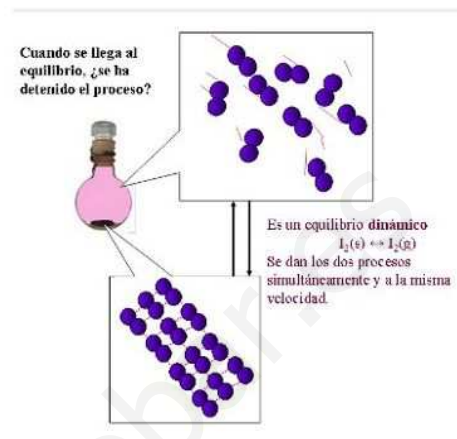 Cuando se llega al
equilibrio, ¿se ha
detenido el proceso?
Es un equilibrio dinámico
I₂(s) ↔ I₂(g)
Se dan los dos procesos
simultáneamente y a la misma
velocidad.